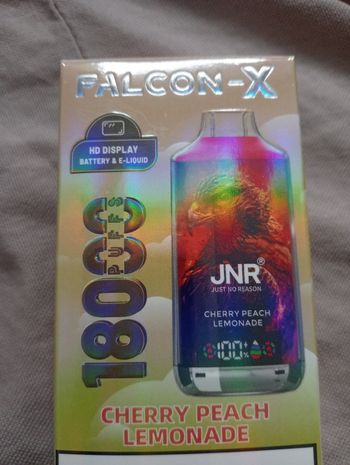 FALCON-X
HD DISPLAY
BATTERY & E-LIQUID
18000
PUFFS
JNR®
JUST NO REASON
CHERRY PEACH
LEMONADE
100%
CHERRY PEACH
LEMONADE